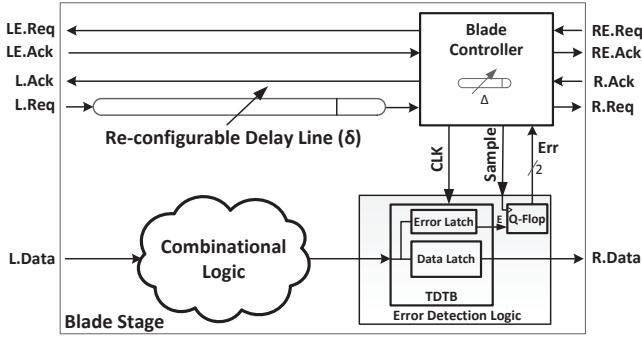 LE.Req
LE.Ack
L.Ack
L.Req
Blade
Controller
Δ
RE.Req
RE.Ack
R.Ack
R.Req
Re-configurable Delay Line (δ)
CLK
Sample
Err
2
L.Data
Combinational
Logic
Error Latch
E
Q-Flop
Data Latch
R.Data
TDTB
Error Detection Logic
Blade Stage